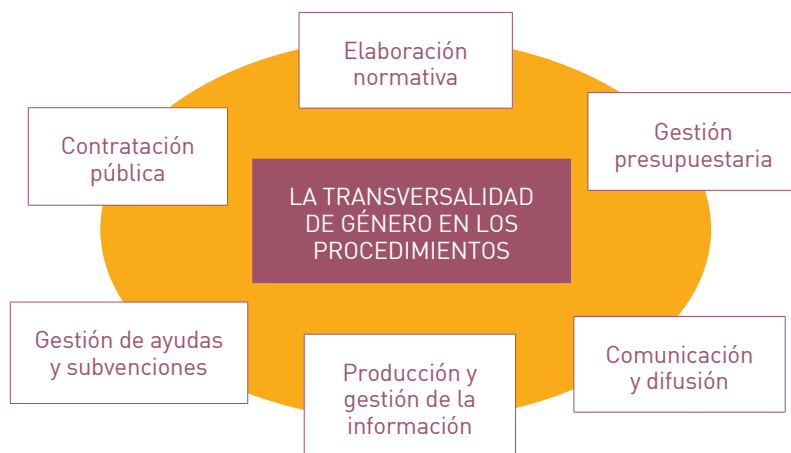 Elaboración
normativa
Contratación
pública
Gestión
presupuestaria
LA TRANSVERSALIDAD
DE GÉNERO EN LOS
PROCEDIMIENTOS
Gestión de ayudas
y subvenciones
Producción y
gestión de la
información
Comunicación
y difusión